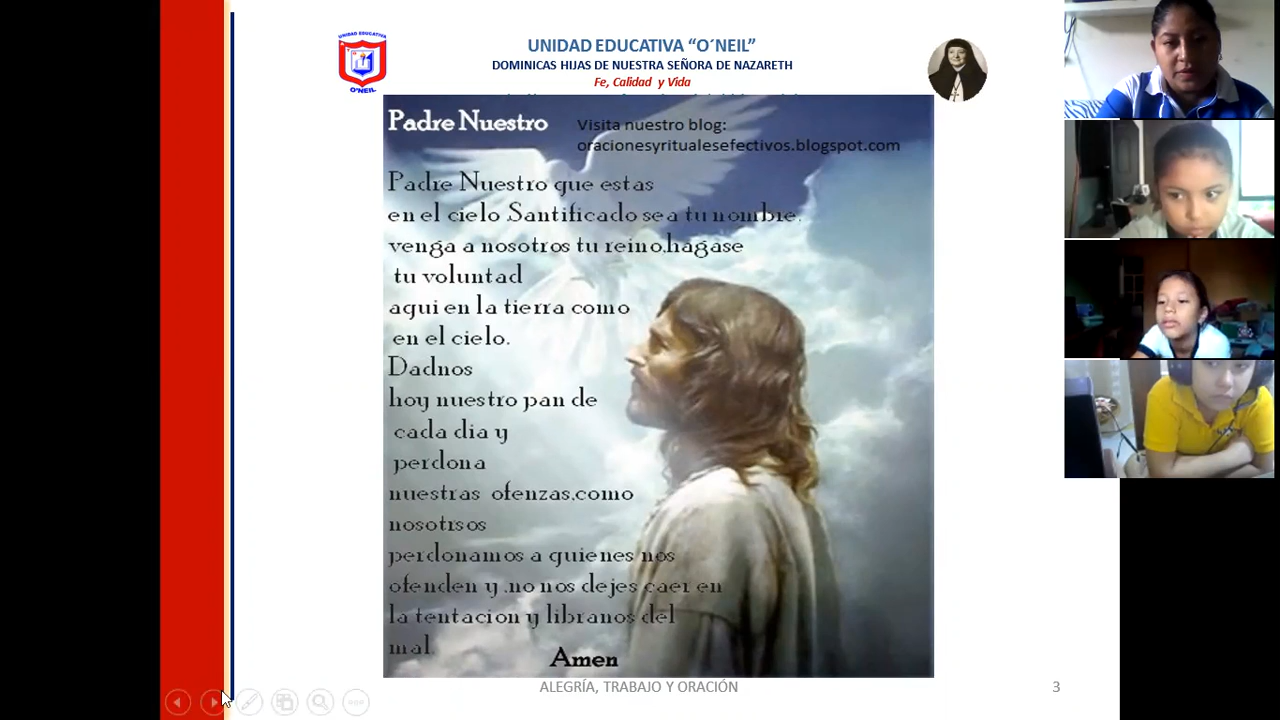 UNIDAD EDUCATIVA
O'NEIL
UNIDAD EDUCATIVA “O´NEIL”
DOMINICAS HIJAS DE NUESTRA SEÑORA DE NAZARETH
Fe, Calidad y Vida
Padre Nuestro
Visita nuestro blog:
oracionesyritualesefectivos.blogspot.com
Padre Nuestro que estas
en el cielo.Santificado sea tu nombre.
venga a nosotros tu reino.hagase
tu voluntad
aqui en la tierra como
en el cielo.
Dadnos
hoy nuestro pan de
cada dia y
perdona
nuestras ofenzas.como
nosotrsos
perdonamos a quienes nos
ofenden y .no nos dejes caer en
la tentacion y libranos del
mal.
Amen
ALEGRÍA, TRABAJO Y ORACIÓN
3